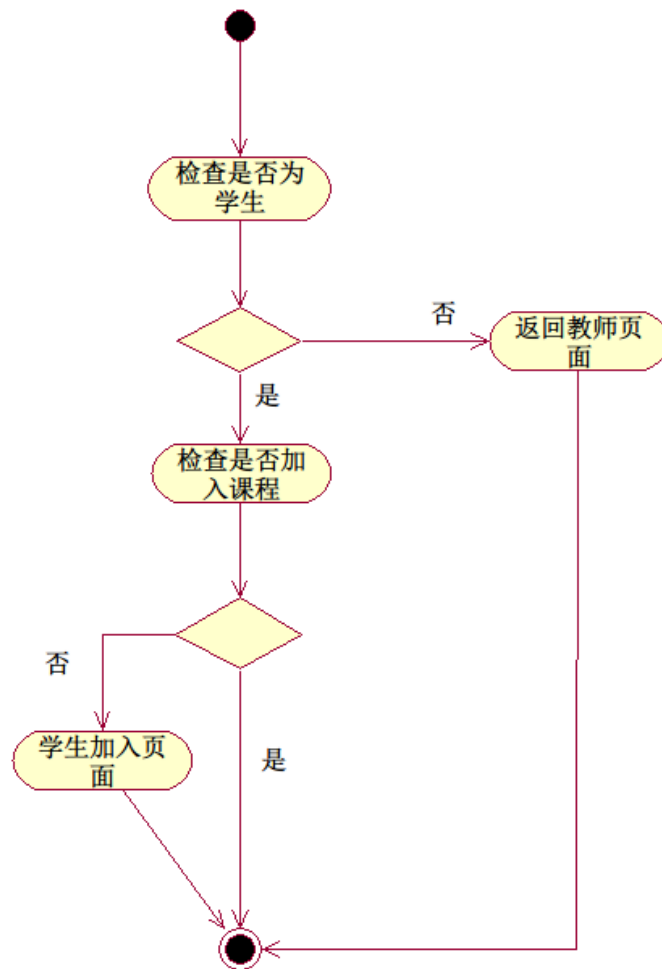 检查是否为
学生
否
返回教师页
面
是
检查是否加
入课程
否
学生加入页
面
是